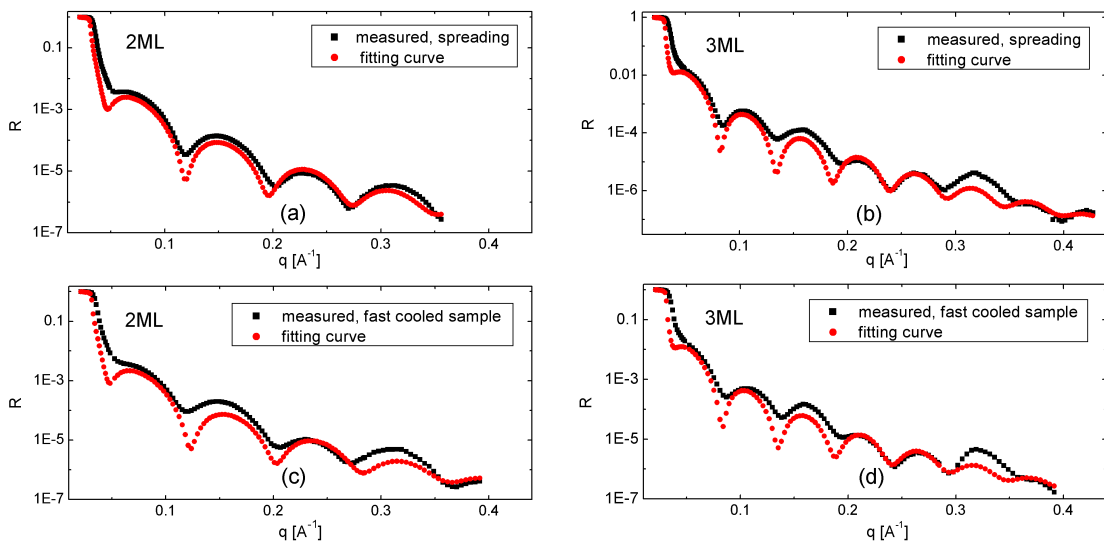 2ML
measured, spreading
fitting curve
0.1
1E-3
1E-5
1E-7
R
(a)
0.1
0.2
0.3
0.4
q [A⁻¹]
3ML
measured, spreading
fitting curve
1
0.01
1E-4
1E-6
R
(b)
0.1
0.2
0.3
0.4
q [A⁻¹]
2ML
measured, fast cooled sample
fitting curve
0.1
1E-3
1E-5
1E-7
R
(c)
0.1
0.2
0.3
0.4
q [A⁻¹]
3ML
measured, fast cooled sample
fitting curve
0.1
1E-3
1E-5
1E-7
R
(d)
0.1
0.2
0.3
0.4
q [A⁻¹]